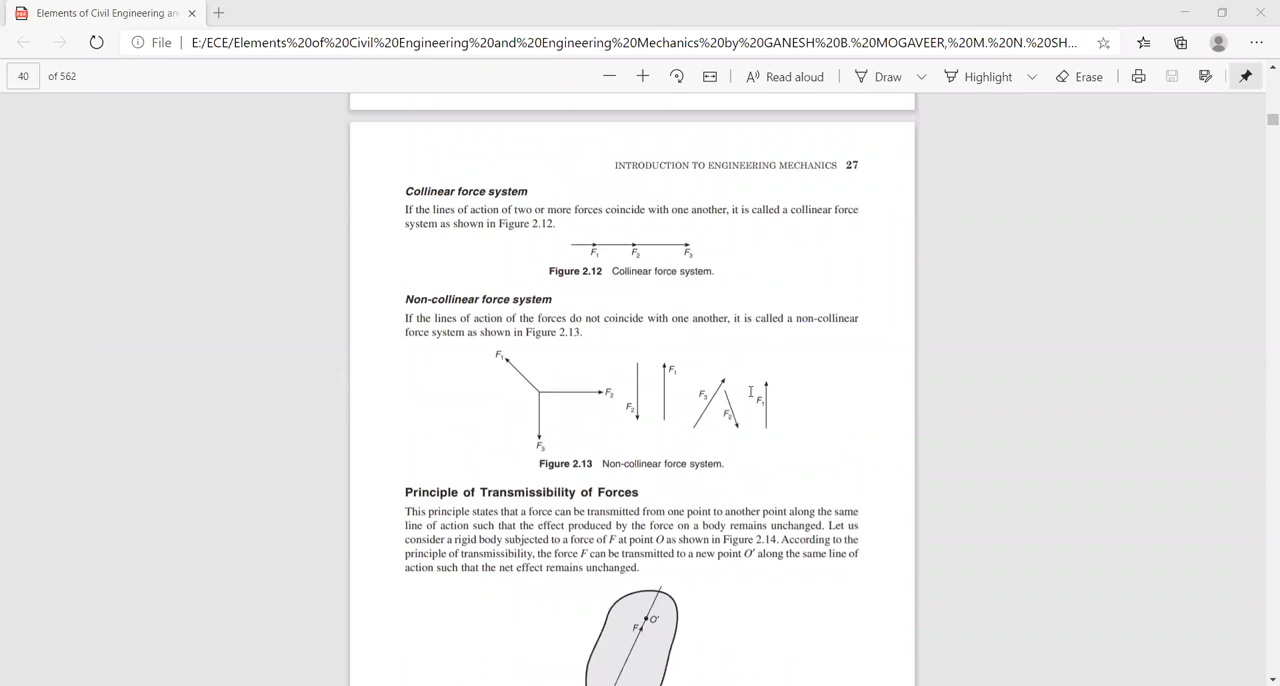 Elements of Civil Engineering an
File E:/ECE/Elements%20of%20Civil%20Engineering%20and%20Engineering%20Mechanics%20by%20GANESH%20B.%20MOGAVEER,%20M.%20N.%20SH...
40 of 562 Read aloud Draw Highlight Erase
INTRODUCTION TO ENGINEERING MECHANICS 27
Collinear force system
If the lines of action of two or more forces coincide with one another, it is called a collinear force
system as shown in Figure 2.12.
F₁ F₂ F₃
Figure 2.12 Collinear force system.
Non-collinear force system
If the lines of action of the forces do not coincide with one another, it is called a non-collinear
force system as shown in Figure 2.13.
F₁
F₂
F₃
F₂
F₁
F₃
F₂
F₁
Figure 2.13 Non-collinear force system.
Principle of Transmissibility of Forces
This principle states that a force can be transmitted from one point to another point along the same
line of action such that the effect produced by the force on a body remains unchanged. Let us
consider a rigid body subjected to a force of F at point O as shown in Figure 2.14. According to the
principle of transmissibility, the force F can be transmitted to a new point O′ along the same line of
action such that the net effect remains unchanged.
O′
F